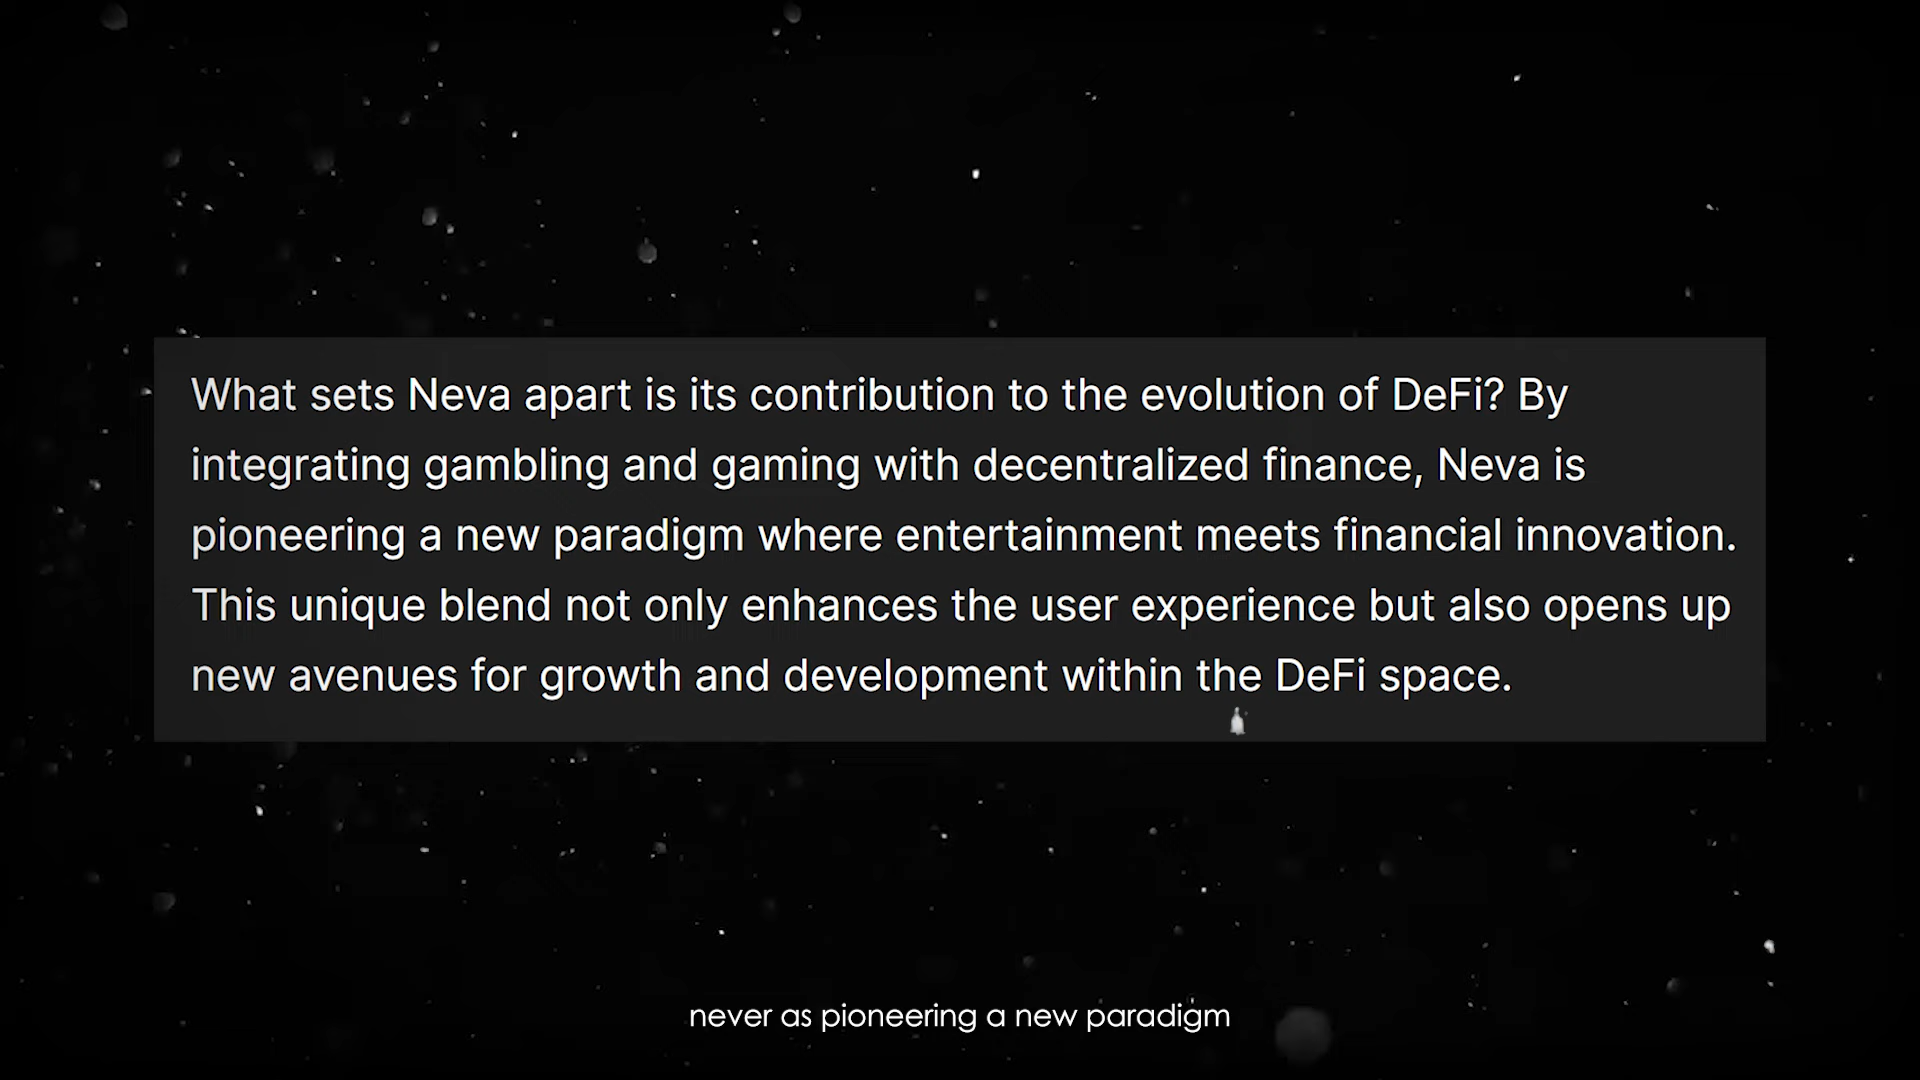 What sets Neva apart is its contribution to the evolution of DeFi? By
integrating gambling and gaming with decentralized finance, Neva is
pioneering a new paradigm where entertainment meets financial innovation.
This unique blend not only enhances the user experience but also opens up
new avenues for growth and development within the DeFi space.
never as pioneering a new paradigm